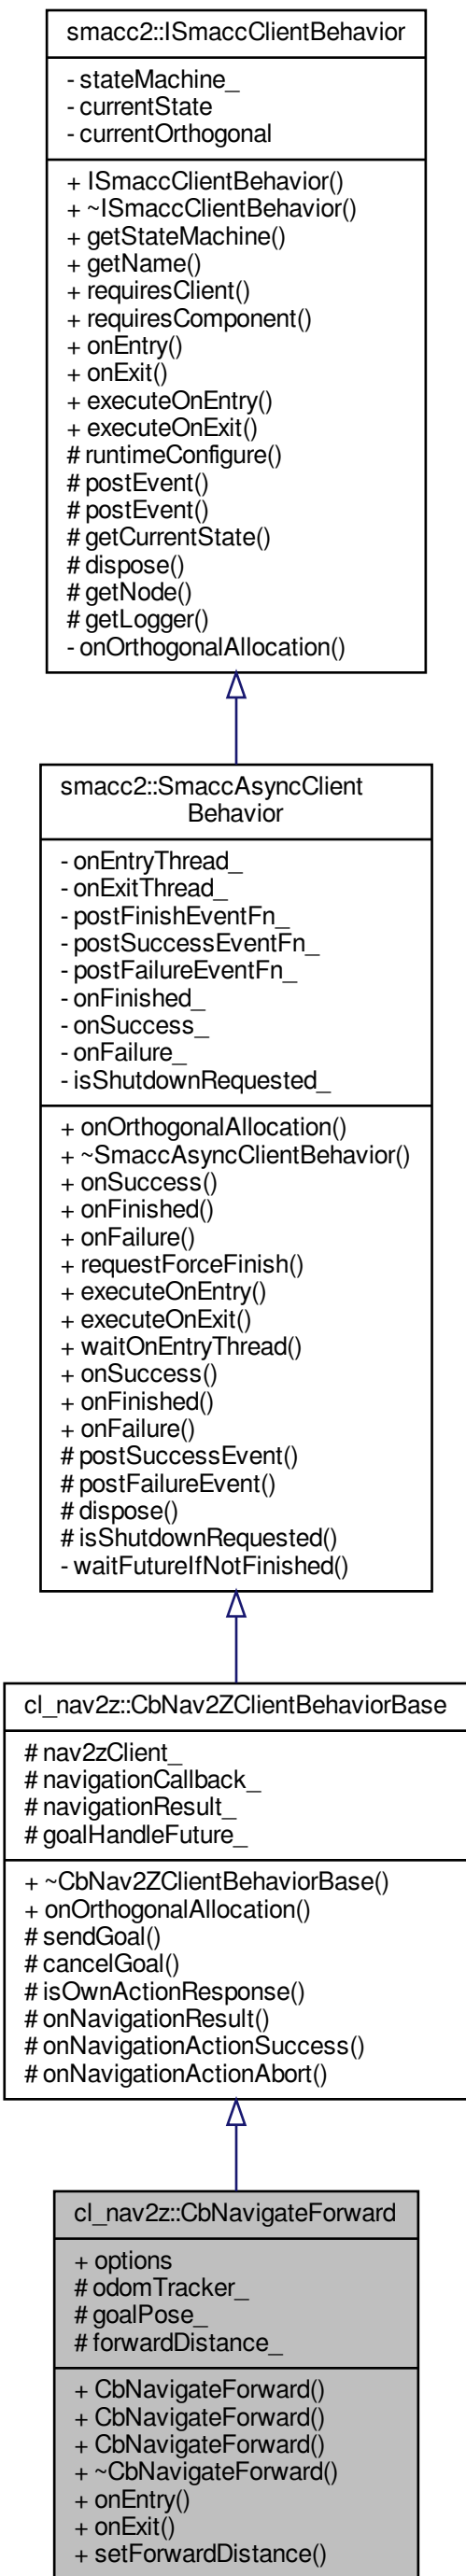 smacc2::ISmaccClientBehavior
- stateMachine_
- currentState
- currentOrthogonal
+ ISmaccClientBehavior()
+ ~ISmaccClientBehavior()
+ getStateMachine()
+ getName()
+ requiresClient()
+ requiresComponent()
+ onEntry()
+ onExit()
+ executeOnEntry()
+ executeOnExit()
# runtimeConfigure()
# postEvent()
# postEvent()
# getCurrentState()
# dispose()
# getNode()
# getLogger()
- onOrthogonalAllocation()
smacc2::SmaccAsyncClient
Behavior
- onEntryThread_
- onExitThread_
- postFinishEventFn_
- postSuccessEventFn_
- postFailureEventFn_
- onFinished_
- onSuccess_
- onFailure_
- isShutdownRequested_
+ onOrthogonalAllocation()
+ ~SmaccAsyncClientBehavior()
+ onSuccess()
+ onFinished()
+ onFailure()
+ requestForceFinish()
+ executeOnEntry()
+ executeOnExit()
+ waitOnEntryThread()
+ onSuccess()
+ onFinished()
+ onFailure()
# postSuccessEvent()
# postFailureEvent()
# dispose()
# isShutdownRequested()
- waitFutureIfNotFinished()
cl_nav2z::CbNav2ZClientBehaviorBase
# nav2zClient_
# navigationCallback_
# navigationResult_
# goalHandleFuture_
+ ~CbNav2ZClientBehaviorBase()
+ onOrthogonalAllocation()
# sendGoal()
# cancelGoal()
# isOwnActionResponse()
# onNavigationResult()
# onNavigationActionSuccess()
# onNavigationActionAbort()
cl_nav2z::CbNavigateForward
+ options
# odomTracker_
# goalPose_
# forwardDistance_
+ CbNavigateForward()
+ CbNavigateForward()
+ CbNavigateForward()
+ ~CbNavigateForward()
+ onEntry()
+ onExit()
+ setForwardDistance()